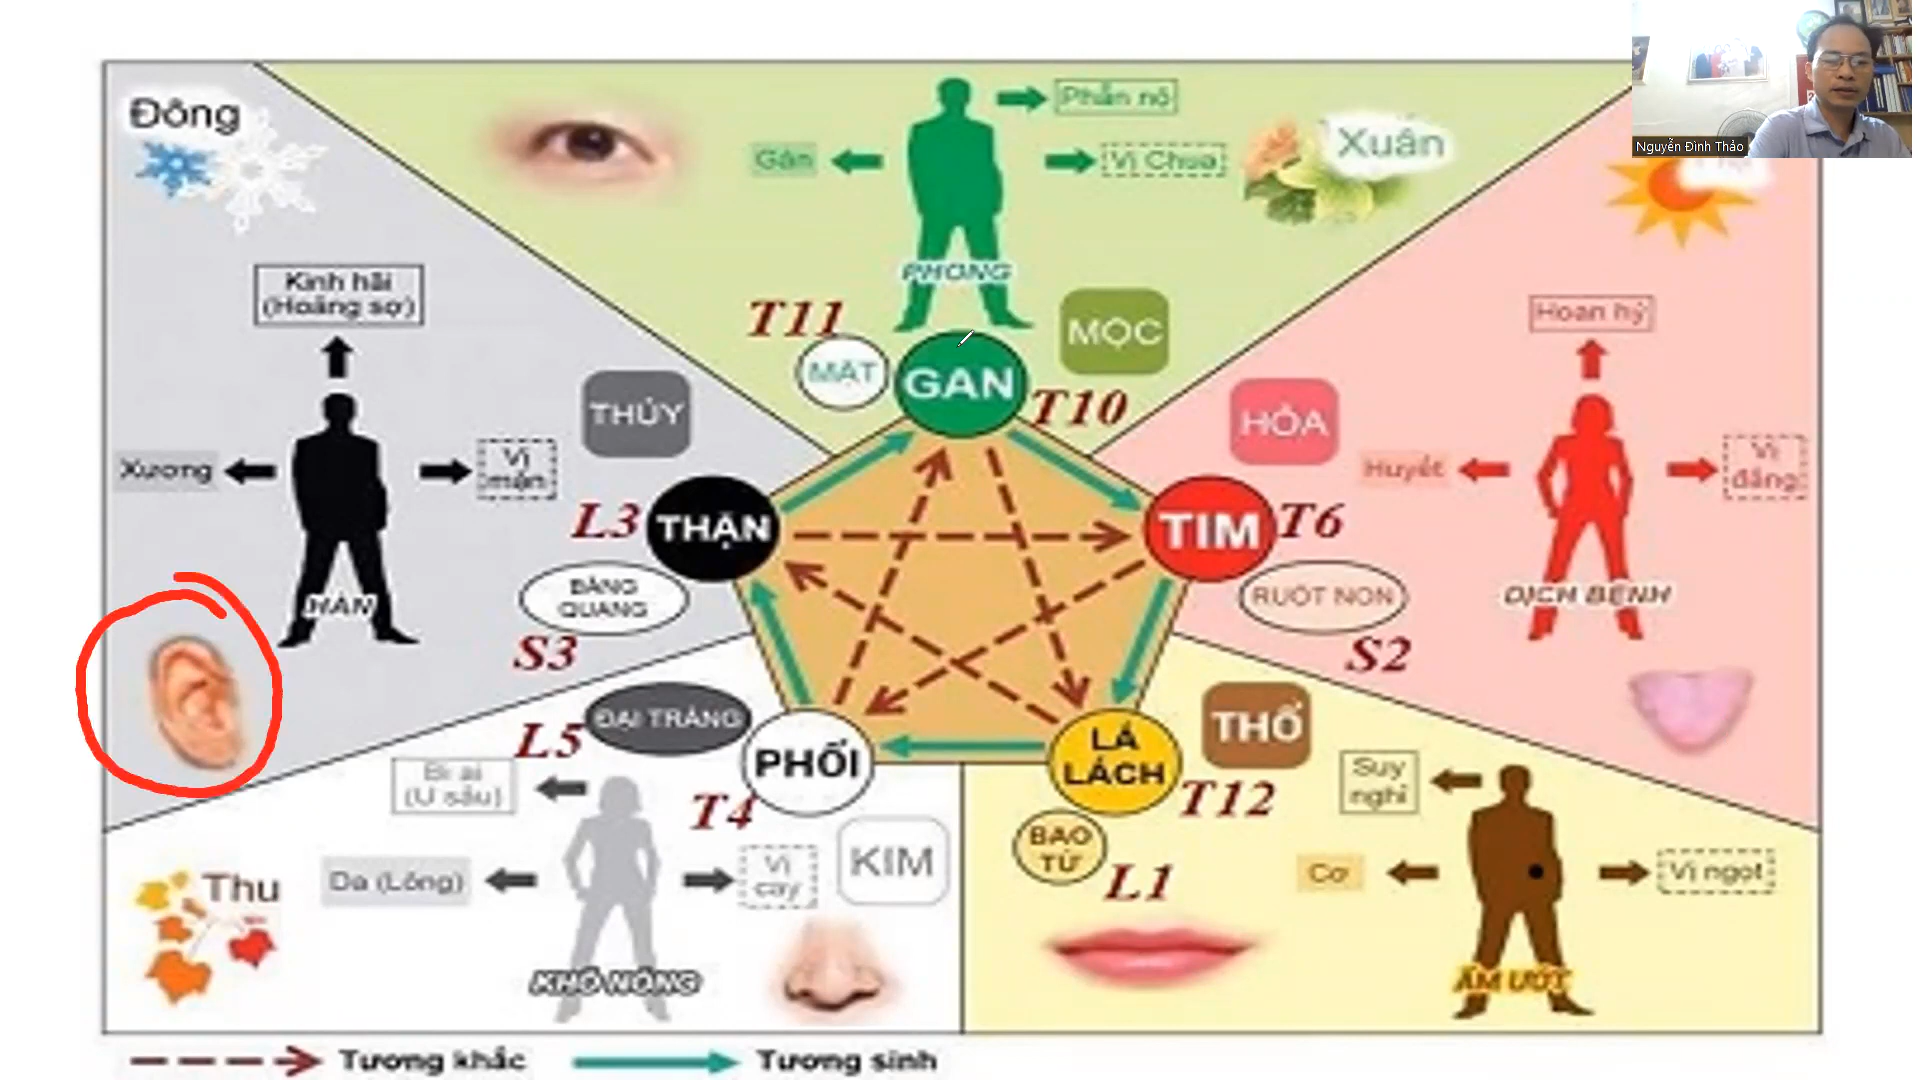 Nguyễn Đình Thảo
Đông
Phẫn nộ
Gân
Vị Chua
Xuân
PHONG
Kinh hãi
(Hoảng sợ)
T11
MỘC
Hoan hỷ
MẬT
GAN
T10
THỦY
HỎA
Xương
Vị
mặn
Huyết
Vị
đắng
L3
THẬN
TIM
T6
HÀN
BÀNG
QUANG
RUỘT NON
DỊCH BỆNH
S3
S2
L5
ĐẠI TRÀNG
PHỔI
LÁ
LÁCH
THỔ
Bi ai
(U sầu)
T4
T12
Suy
nghĩ
BAO
TỬ
L1
KIM
Thu
Da (Lông)
Vị
cay
Cơ
Vị ngọt
KHÔ NÓNG
ẨM ƯỚT
Tương khắc
Tương sinh